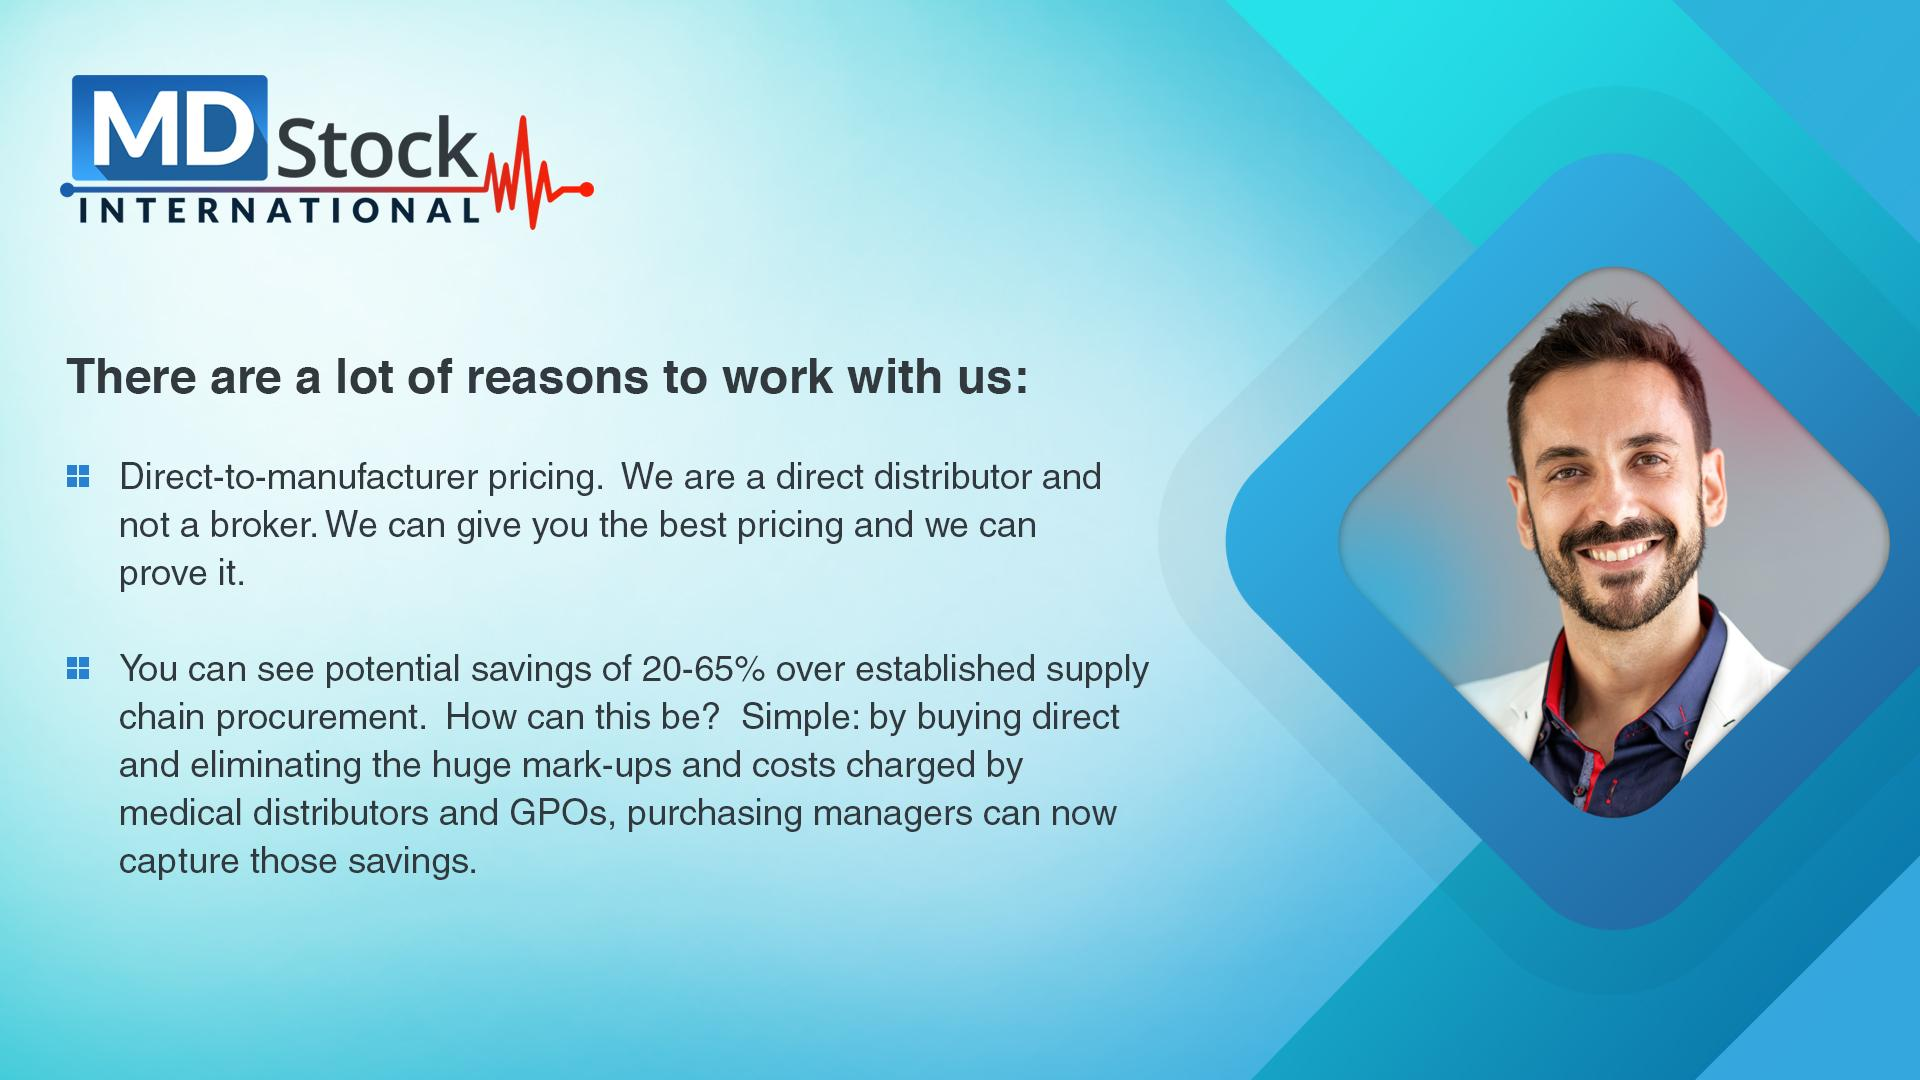 MD Stock
INTERNATIONAL
There are a lot of reasons to work with us:
Direct-to-manufacturer pricing.  We are a direct distributor and
not a broker. We can give you the best pricing and we can
prove it.
You can see potential savings of 20-65% over established supply
chain procurement.  How can this be?  Simple: by buying direct
and eliminating the huge mark-ups and costs charged by
medical distributors and GPOs, purchasing managers can now
capture those savings.